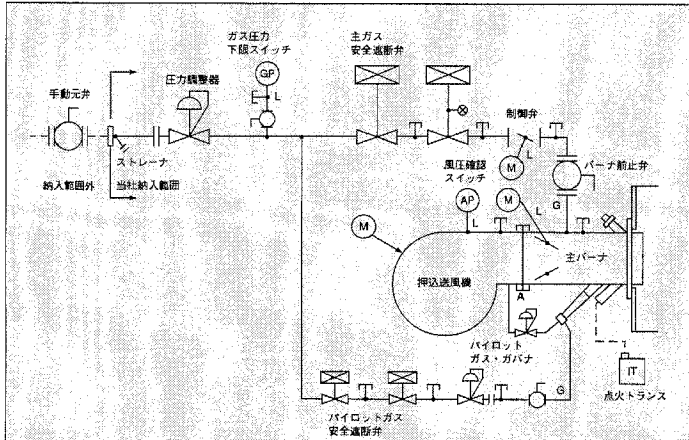 ガス圧力
下限スイッチ
主ガス
安全遮断弁
GP
圧力調整器
L
手動元弁
制御弁
ストレーナ
L
M
バーナ前止弁
風圧確認
スイッチ
納入範囲外
当社納入範囲
AP
M
G
M
L
L
主バーナ
押込送風機
A
パイロット
ガス・ガバナ
IT
G
点火トランス
パイロットガス
安全遮断弁